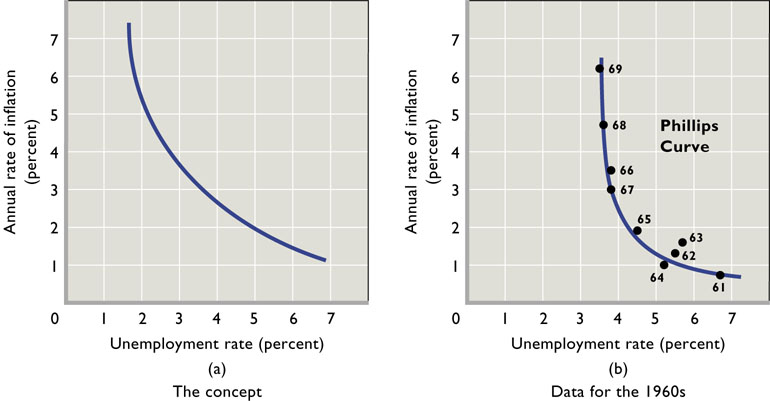 Annual rate of inflation
(percent)
7
6
5
4
3
2
1
0 1 2 3 4 5 6 7
Unemployment rate (percent)
(a)
The concept
Annual rate of inflation
(percent)
7
6
5
4
3
2
1
69
68
Phillips
Curve
66
67
65
63
62
64
61
0 1 2 3 4 5 6 7
Unemployment rate (percent)
(b)
Data for the 1960s